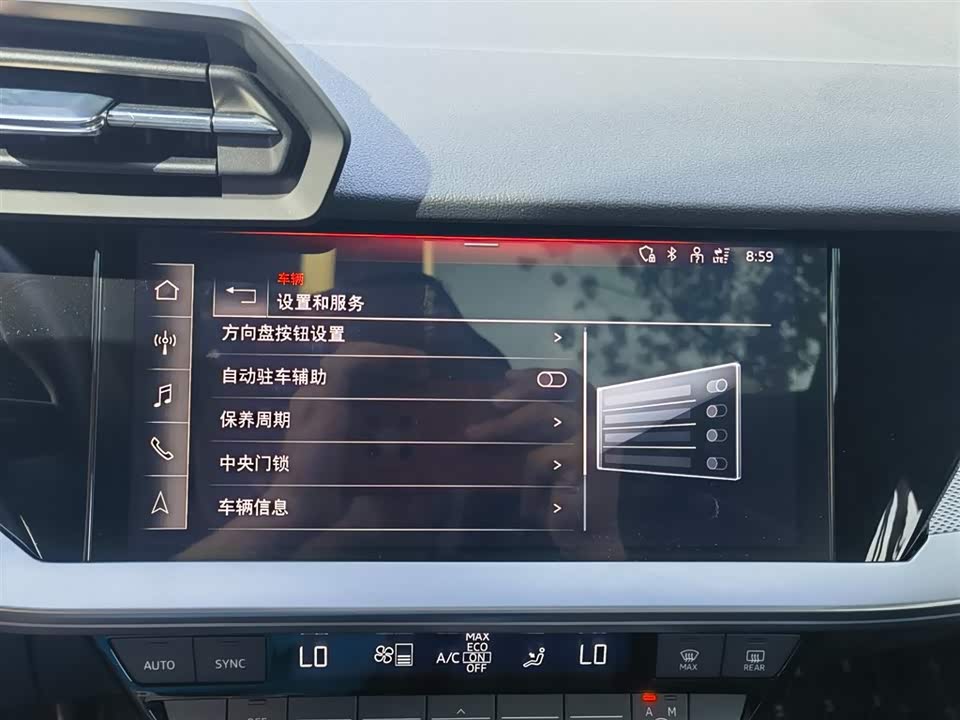 8:59
车辆
设置和服务
方向盘按钮设置
自动驻车辅助
保养周期
中央门锁
车辆信息
AUTO
SYNC
LO
A/C
MAX
ECO
ON
OFF
LO
MAX
REAR
A M